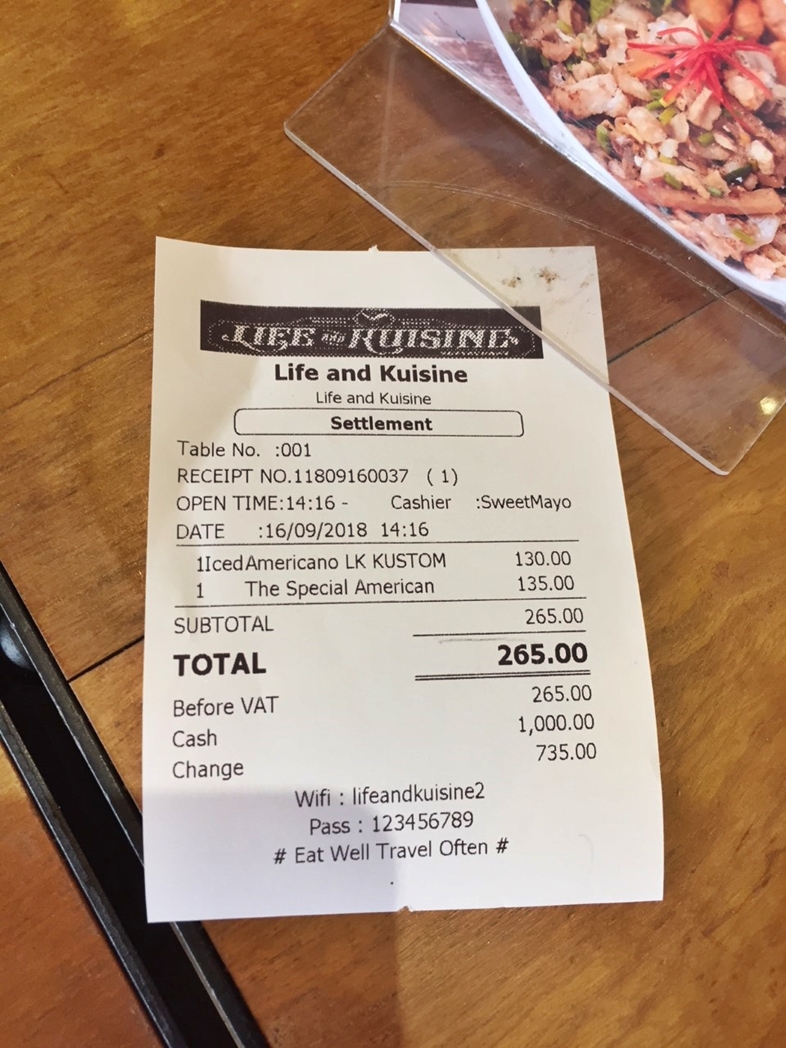 LIFE and KUISINE
Life and Kuisine
Life and Kuisine
Settlement
Table No. :001
RECEIPT NO.11809160037 ( 1)
OPEN TIME:14:16 - Cashier :SweetMayo
DATE :16/09/2018 14:16
1IcedAmericano LK KUSTOM 130.00
1 The Special American 135.00
SUBTOTAL 265.00
TOTAL 265.00
Before VAT 265.00
Cash 1,000.00
Change 735.00
Wifi : lifeandkuisine2
Pass : 123456789
# Eat Well Travel Often #
.